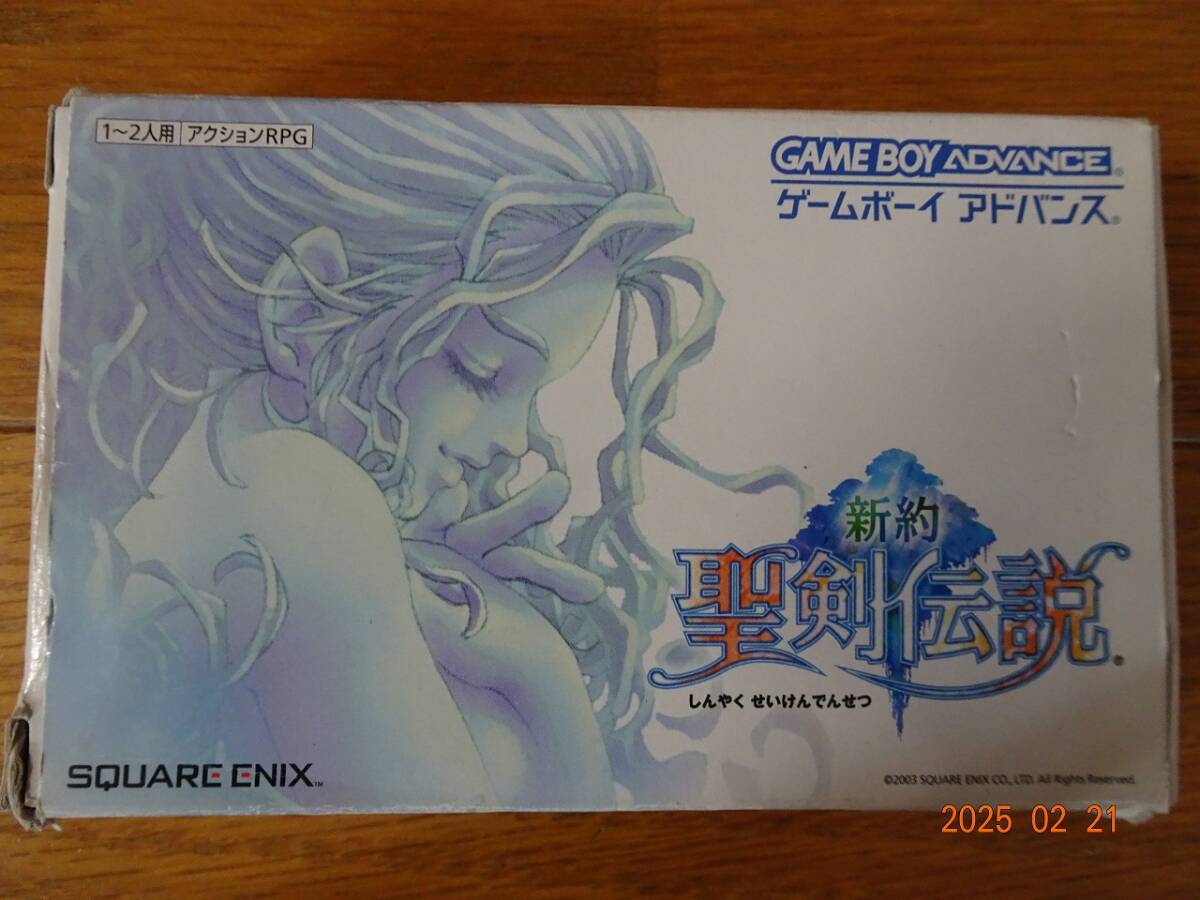 1～2人用 アクションRPG
GAME BOY ADVANCE®
ゲームボーイ アドバンス®
新約
聖剣伝説®
しんやく せいけんでんせつ
SQUARE ENIX™
©2003 SQUARE ENIX CO., LTD. All Rights Reserved.
2025 02 21